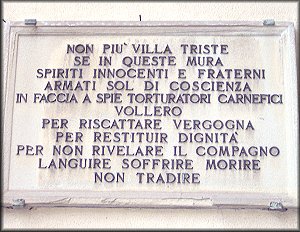 NON PIU' VILLA TRISTE
SE IN QUESTE MURA
SPIRITI INNOCENTI E FRATERNI
ARMATI SOL DI COSCIENZA
IN FACCIA A SPIE TORTURATORI CARNEFICI
VOLLERO
PER RISCATTARE VERGOGNA
PER RESTITUIR DIGNITÀ
PER NON RIVELARE IL COMPAGNO
LANGUIRE SOFFRIRE MORIRE
NON TRADIRE